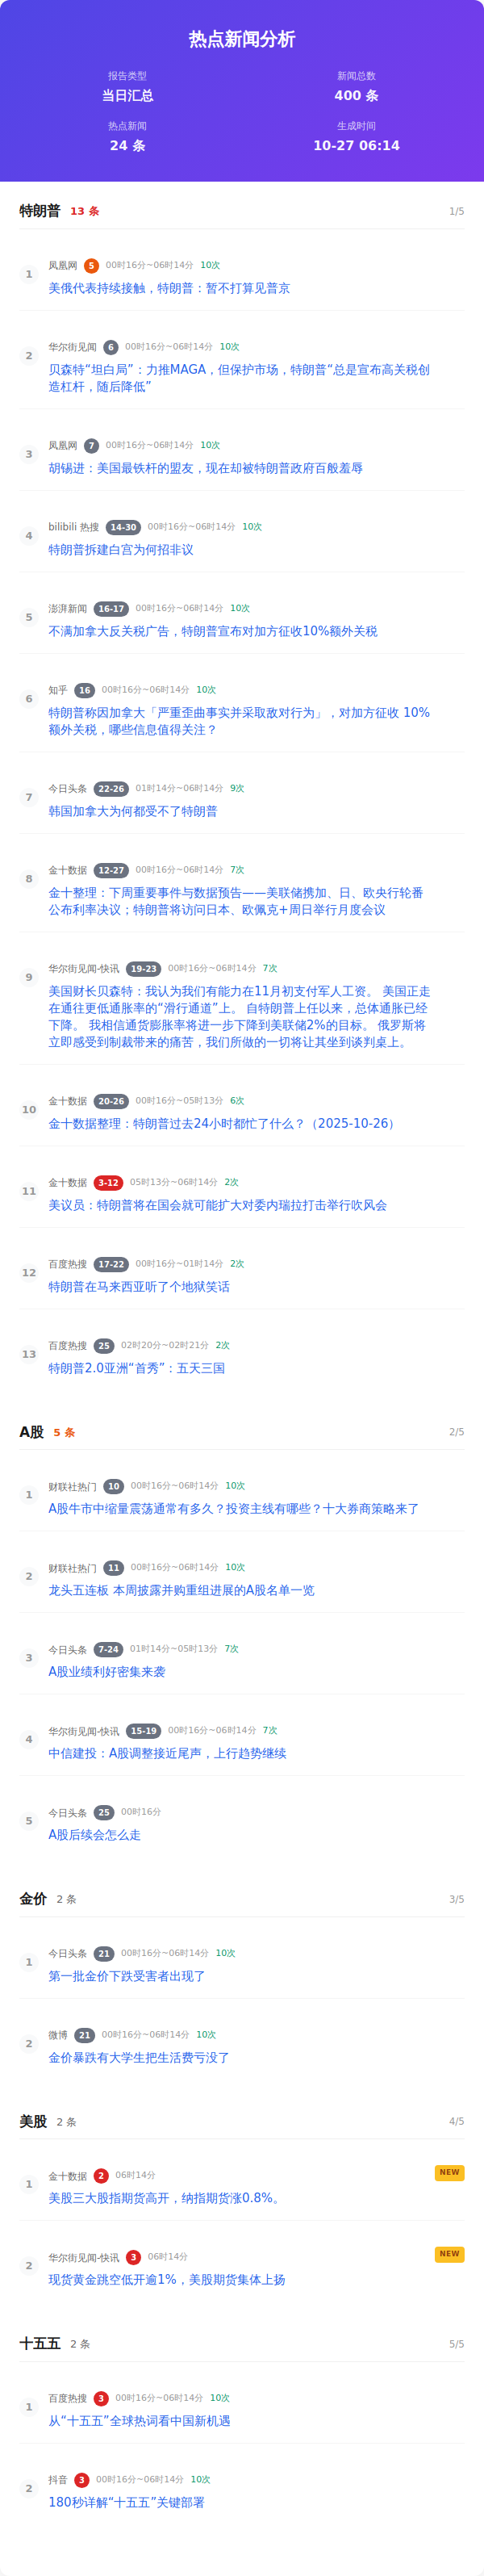 热点新闻分析
报告类型
新闻总数
当日汇总
400 条
热点新闻
生成时间
24 条
10-27 06:14
特朗普 13 条 1/5
1
凤凰网 5 00时16分~06时14分 10次
美俄代表持续接触，特朗普：暂不打算见普京
2
华尔街见闻 6 00时16分~06时14分 10次
贝森特“坦白局”：力推MAGA，但保护市场，特朗普“总是宣布高关税创
造杠杆，随后降低”
3
凤凰网 7 00时16分~06时14分 10次
胡锡进：美国最铁杆的盟友，现在却被特朗普政府百般羞辱
4
bilibili 热搜 14-30 00时16分~06时14分 10次
特朗普拆建白宫为何招非议
5
澎湃新闻 16-17 00时16分~06时14分 10次
不满加拿大反关税广告，特朗普宣布对加方征收10%额外关税
6
知乎 16 00时16分~06时14分 10次
特朗普称因加拿大「严重歪曲事实并采取敌对行为」，对加方征收 10%
额外关税，哪些信息值得关注？
7
今日头条 22-26 01时14分~06时14分 9次
韩国加拿大为何都受不了特朗普
8
金十数据 12-27 00时16分~06时14分 7次
金十整理：下周重要事件与数据预告——美联储携加、日、欧央行轮番
公布利率决议；特朗普将访问日本、欧佩克+周日举行月度会议
9
华尔街见闻-快讯 19-23 00时16分~06时14分 7次
美国财长贝森特：我认为我们有能力在11月初支付军人工资。 美国正走
在通往更低通胀率的“滑行通道”上。 自特朗普上任以来，总体通胀已经
下降。 我相信通货膨胀率将进一步下降到美联储2%的目标。 俄罗斯将
立即感受到制裁带来的痛苦，我们所做的一切将让其坐到谈判桌上。
10
金十数据 20-26 00时16分~05时13分 6次
金十数据整理：特朗普过去24小时都忙了什么？（2025-10-26）
11
金十数据 3-12 05时13分~06时14分 2次
美议员：特朗普将在国会就可能扩大对委内瑞拉打击举行吹风会
12
百度热搜 17-22 00时16分~01时14分 2次
特朗普在马来西亚听了个地狱笑话
13
百度热搜 25 02时20分~02时21分 2次
特朗普2.0亚洲“首秀”：五天三国
A股 5 条 2/5
1
财联社热门 10 00时16分~06时14分 10次
A股牛市中缩量震荡通常有多久？投资主线有哪些？十大券商策略来了
2
财联社热门 11 00时16分~06时14分 10次
龙头五连板 本周披露并购重组进展的A股名单一览
3
今日头条 7-24 01时14分~05时13分 7次
A股业绩利好密集来袭
4
华尔街见闻-快讯 15-19 00时16分~06时14分 7次
中信建投：A股调整接近尾声，上行趋势继续
5
今日头条 25 00时16分
A股后续会怎么走
金价 2 条 3/5
1
今日头条 21 00时16分~06时14分 10次
第一批金价下跌受害者出现了
2
微博 21 00时16分~06时14分 10次
金价暴跌有大学生把生活费亏没了
美股 2 条 4/5
1
金十数据 2 06时14分 NEW
美股三大股指期货高开，纳指期货涨0.8%。
2
华尔街见闻-快讯 3 06时14分 NEW
现货黄金跳空低开逾1%，美股期货集体上扬
十五五 2 条 5/5
1
百度热搜 3 00时16分~06时14分 10次
从“十五五”全球热词看中国新机遇
2
抖音 3 00时16分~06时14分 10次
180秒详解“十五五”关键部署